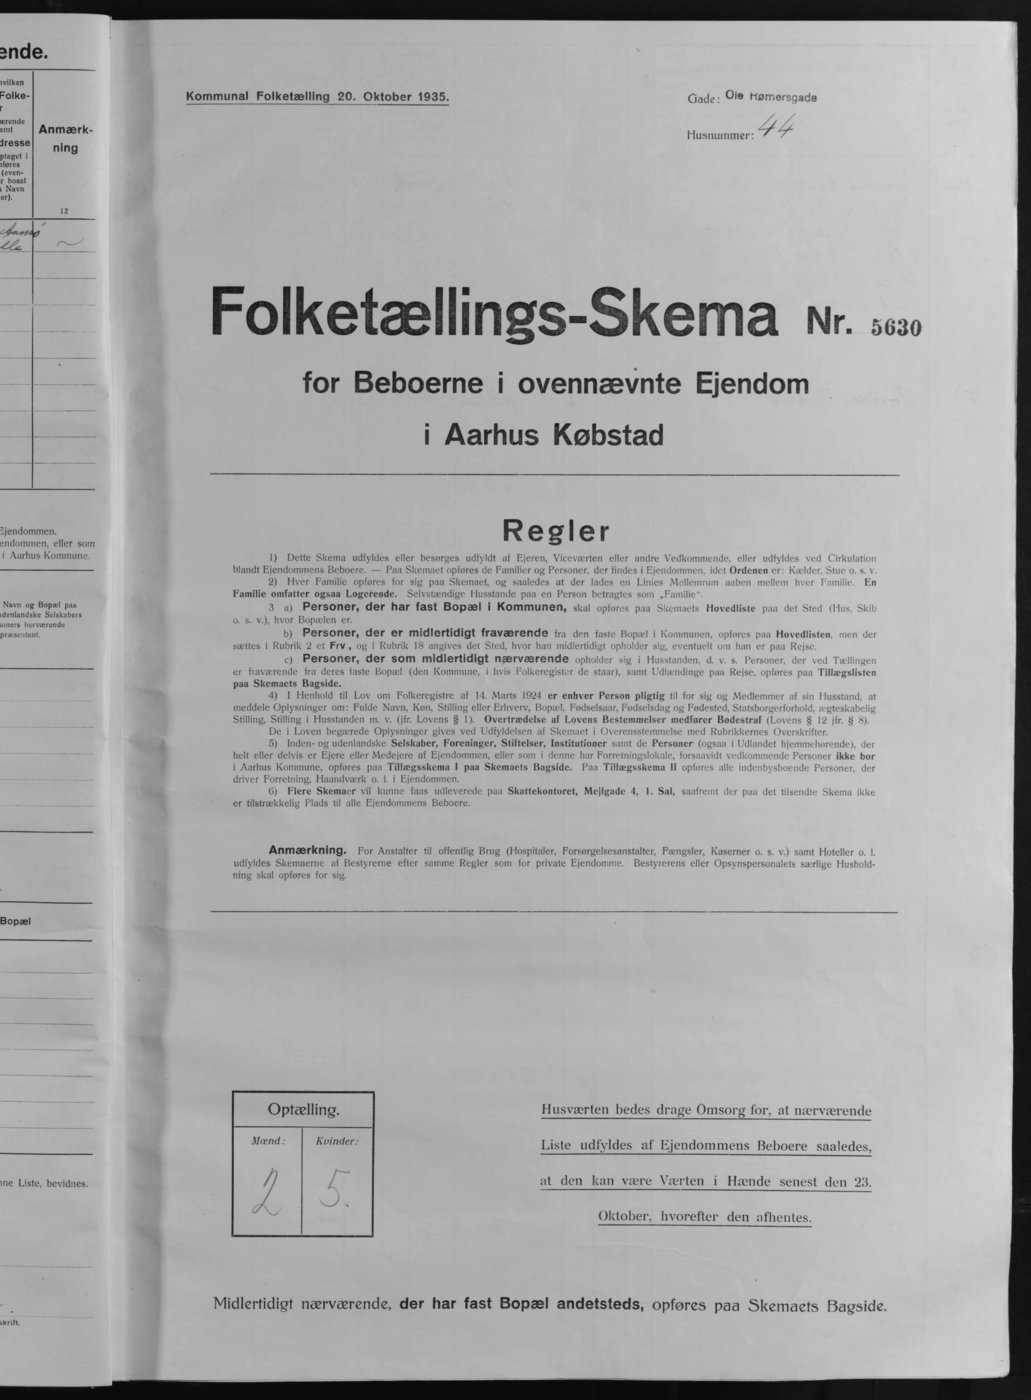 ende.
Folke-
Anmærk-
ning
12
Kommunal Folketælling 20. Oktober 1935.
Gade: Ole Rømersgade
Husnummer: 44
Folketællings-Skema Nr. 5630
for Beboerne i ovennævnte Ejendom
i Aarhus Købstad
Regler
1) Dette Skema udfyldes eller besørges udfyldt af Ejeren, Viceværten eller andre Vedkommende, eller udfyldes ved Cirkulation
blandt Ejendommens Beboere. — Paa Skemaet opføres de Familier og Personer, der findes i Ejendommen, idet Ordenen er: Kælder, Stue o. s. v.
2) Hver Familie opføres for sig paa Skemaet, og saaledes at der lades en Linies Mellemrum aaben mellem hver Familie. En
Familie omfatter ogsaa Logerende. Selvstændige Husstande paa en Person betragtes som „Familie".
3 a) Personer, der har fast Bopæl i Kommunen, skal opføres paa Skemaets Hovedliste paa det Sted (Hus, Skib
o. s. v.), hvor Bopælen er.
b) Personer, der er midlertidigt fraværende fra den faste Bopæl i Kommunen, opføres paa Hovedlisten, men der
sættes i Rubrik 2 et Frv, og i Rubrik 18 angives det Sted, hvor han midlertidigt opholder sig, eventuelt om han er paa Rejse.
c) Personer, der som midlertidigt nærværende opholder sig i Husstanden, d. v. s. Personer, der ved Tællingen
er fraværende fra deres faste Bopæl (den Kommune, i hvis Folkeregister de staar), samt Udlændinge paa Rejse, opføres paa Tillægslisten
paa Skemaets Bagside.
4) I Henhold til Lov om Folkeregistre af 14. Marts 1924 er enhver Person pligtig til for sig og Medlemmer af sin Husstand, at
meddele Oplysninger om: Fulde Navn, Køn, Stilling eller Erhverv, Bopæl, Fødselsaar, Fødselsdag og Fødested, Statsborgerforhold, ægteskabelig
Stilling, Stilling i Husstanden m. v. (jfr. Lovens § 1). Overtrædelse af Lovens Bestemmelser medfører Bødestraf (Lovens § 12 jfr. § 8).
De i Loven begærede Oplysninger gives ved Udfyldelsen af Skemaet i Overensstemmelse med Rubrikkernes Overskrifter.
5) Inden- og udenlandske Selskaber, Foreninger, Stiftelser, Institutioner samt de Personer (ogsaa i Udlandet hjemmehørende), der
helt eller delvis er Ejere eller Medejere af Ejendommen, eller som i denne har Forretningslokale, forsaavidt vedkommende Personer ikke bor
i Aarhus Kommune, opføres paa Tillægsskema I paa Skemaets Bagside. Paa Tillægsskema II opføres alle indenbysboende Personer, der
driver Forretning, Haandværk o. l. i Ejendommen.
6) Flere Skemaer vil kunne faas udleverede paa Skattekontoret, Mejlgade 4, 1. Sal, saafremt der paa det tilsendte Skema ikke
er tilstrækkelig Plads til alle Ejendommens Beboere.
Anmærkning. For Anstalter til offentlig Brug (Hospitaler, Forsørgelsesanstalter, Fængsler, Kaserner o. s. v.) samt Hoteller o. l.
udfyldes Skemaerne af Bestyrerne efter samme Regler som for private Ejendomme. Bestyrerens eller Opsynspersonalets særlige Hushold-
ning skal opføres for sig.
Optælling.
Mænd: Kvinder:
2 5.
Husværten bedes drage Omsorg for, at nærværende
Liste udfyldes af Ejendommens Beboere saaledes,
at den kan være Værten i Hænde senest den 23.
Oktober, hvorefter den afhentes.
Midlertidigt nærværende, der har fast Bopæl andetsteds, opføres paa Skemaets Bagside.
Ejendommen.
endommen, eller som
i Aarhus Kommune.
Navn og Bopæl paa
denlandske Selskabers
soners herværende
præsentant.
Bopæl
nne Liste, bevidnes.
skrift.